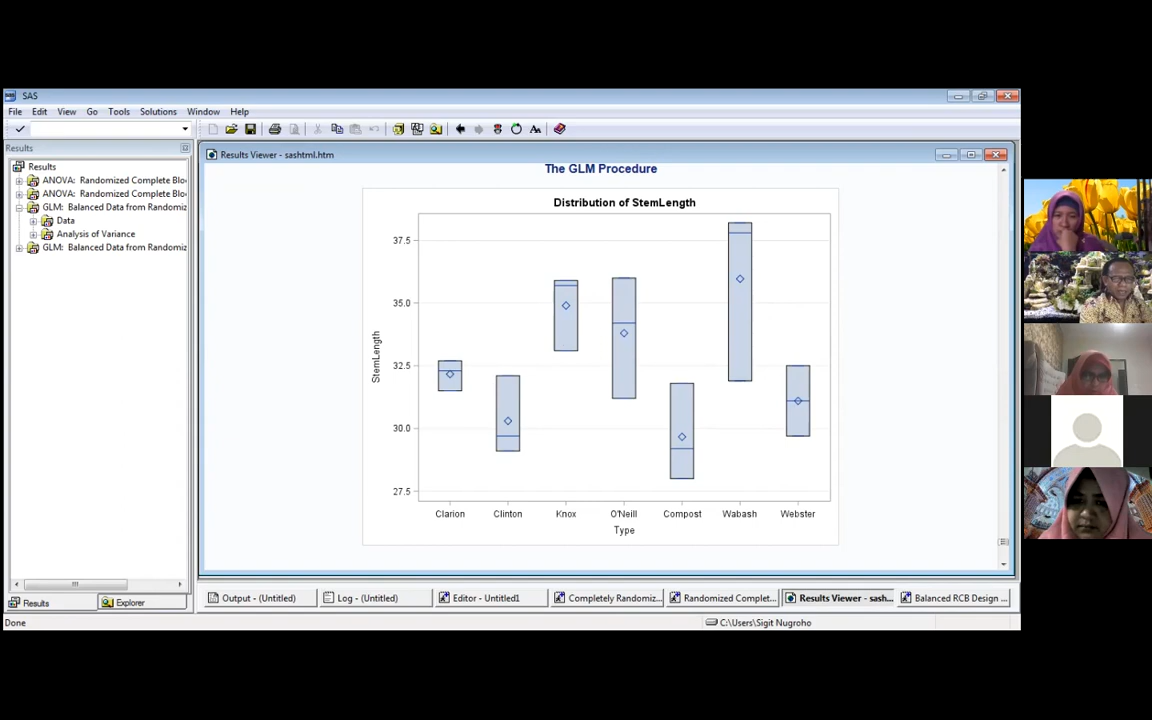 SAS
File Edit View Go Tools Solutions Window Help
Results
Results Viewer - sashtml.htm
Results
ANOVA: Randomized Complete Blo
ANOVA: Randomized Complete Blo
GLM: Balanced Data from Randomiz
Data
Analysis of Variance
GLM: Balanced Data from Randomiz
The GLM Procedure
Distribution of StemLength
37.5
35.0
32.5
30.0
27.5
StemLength
Clarion Clinton Knox O'Neill Compost Wabash Webster
Type
Results Explorer
Output - (Untitled) Log - (Untitled) Editor - Untitled1 Completely Randomiz... Randomized Complet... Results Viewer - sash... Balanced RCB Design ...
Done
C:\Users\Sigit Nugroho